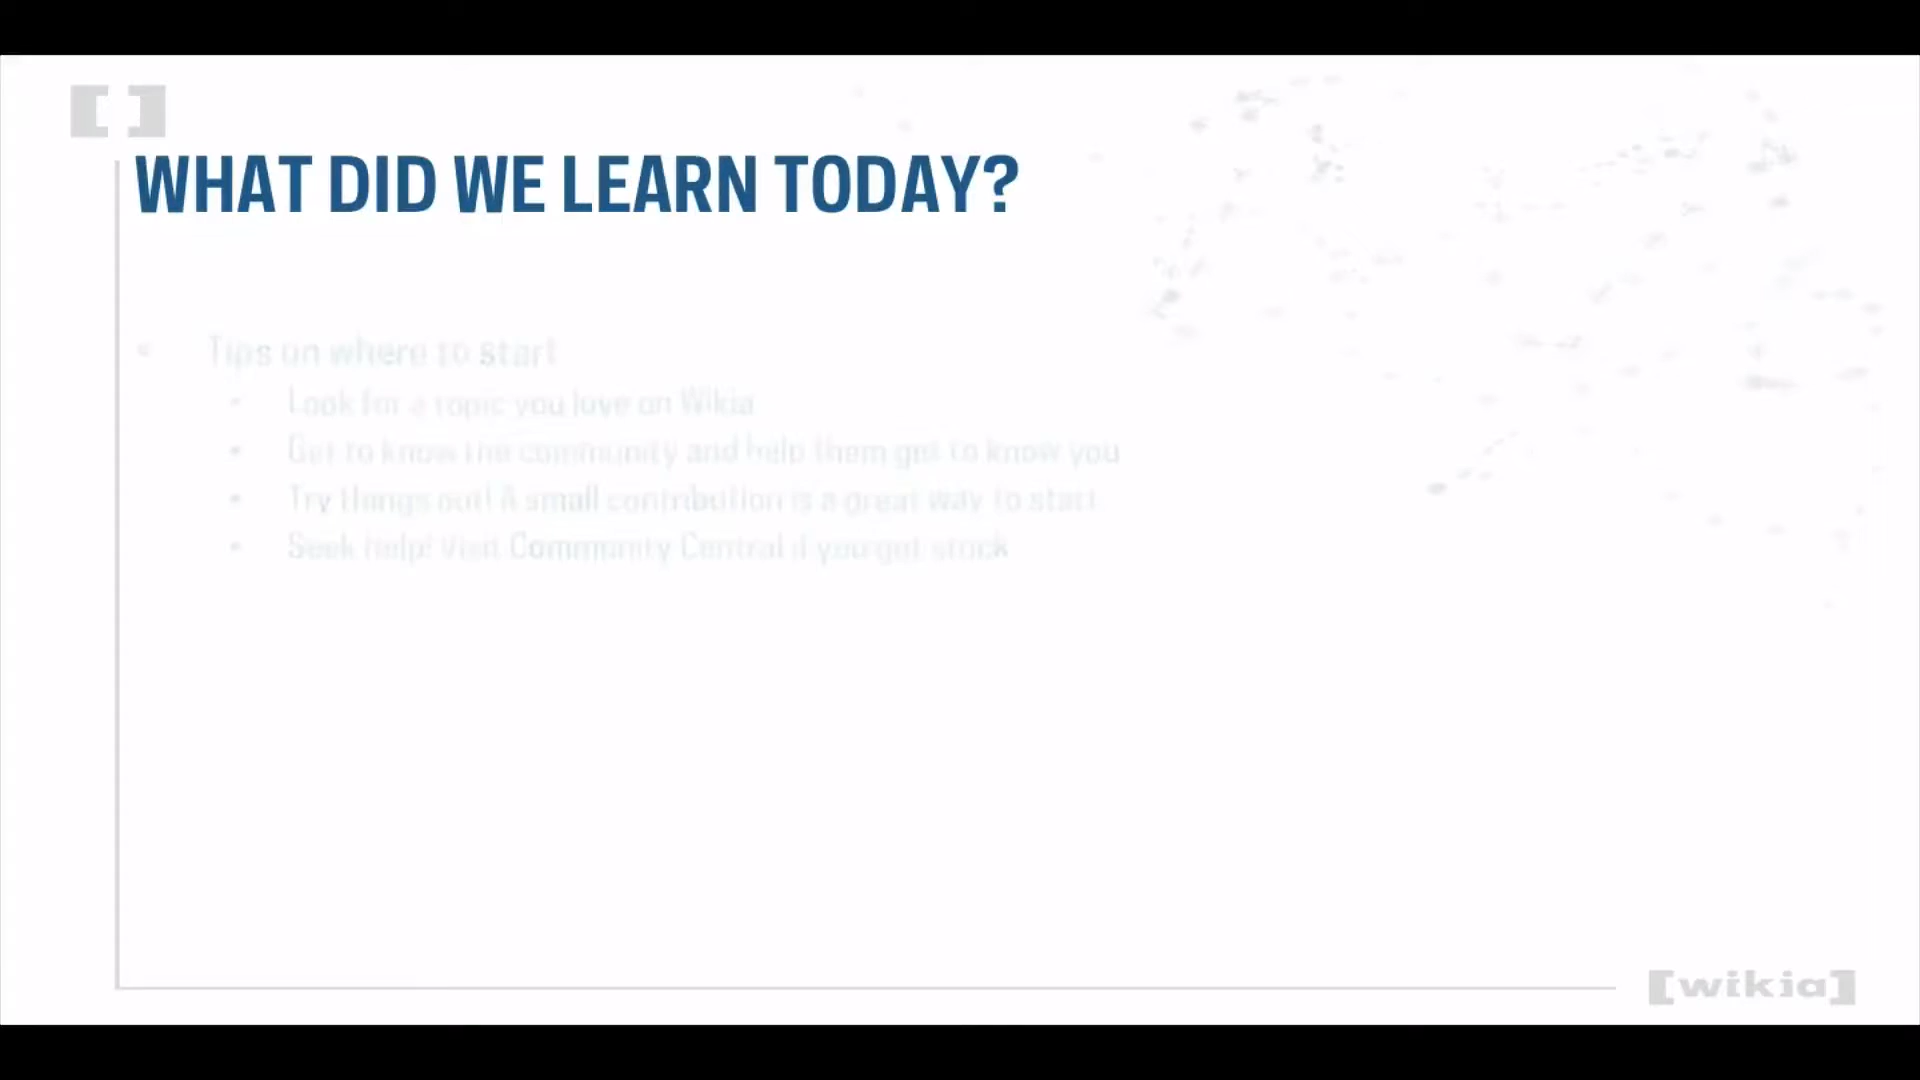 WHAT DID WE LEARN TODAY?
• Tips on where to start
• Look for a topic you love on Wikia
• Get to know the community and help them get to know you
• Try things out! A small contribution is a great way to start
• Seek help! Visit Community Central if you get stuck
[wikia]